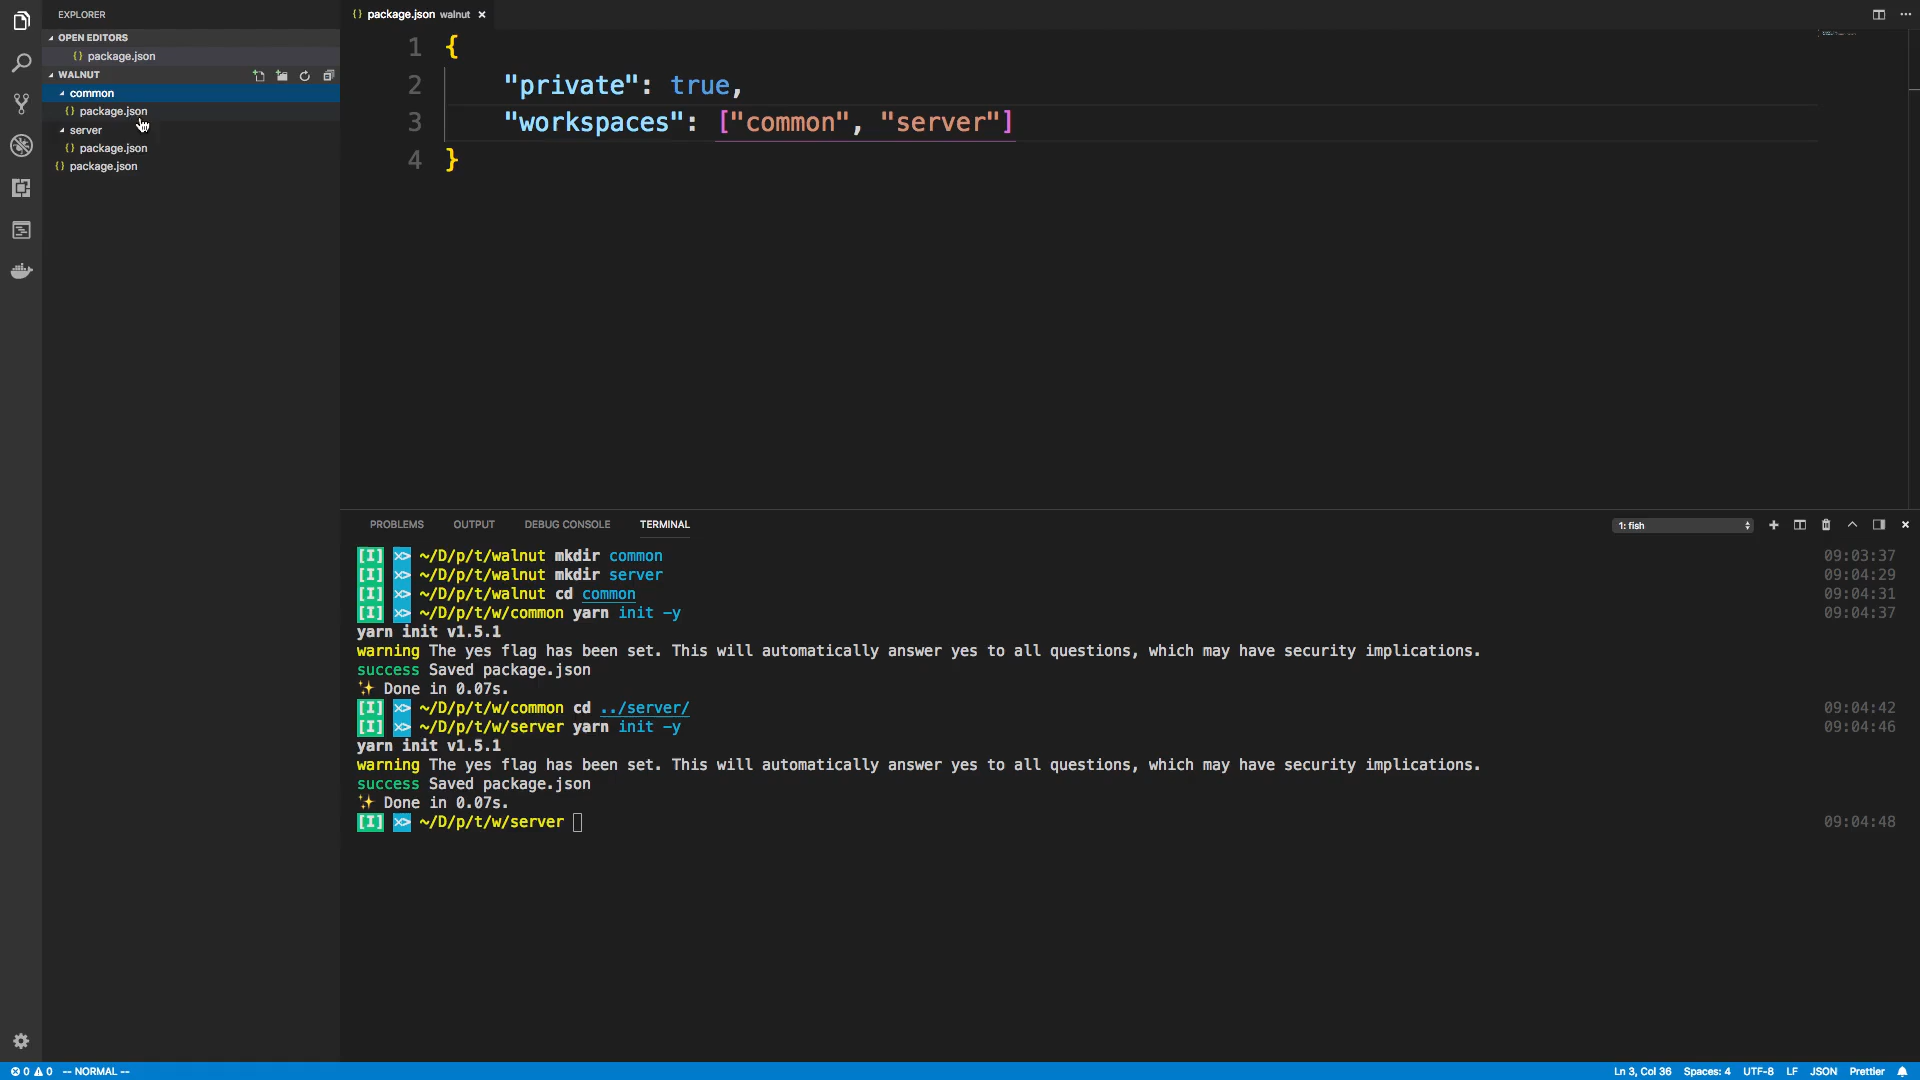 EXPLORER
OPEN EDITORS
{} package.json
WALNUT
common
{} package.json
server
{} package.json
{} package.json
{} package.json walnut ×
1 {
2 "private": true,
3 "workspaces": ["common", "server"]
4 }
PROBLEMS OUTPUT DEBUG CONSOLE TERMINAL 1: fish
[I] >> ~/D/p/t/walnut mkdir common 09:03:37
[I] >> ~/D/p/t/walnut mkdir server 09:04:29
[I] >> ~/D/p/t/walnut cd common 09:04:31
[I] >> ~/D/p/t/w/common yarn init -y 09:04:37
yarn init v1.5.1
warning The yes flag has been set. This will automatically answer yes to all questions, which may have security implications.
success Saved package.json
✨ Done in 0.07s.
[I] >> ~/D/p/t/w/common cd ../server/ 09:04:42
[I] >> ~/D/p/t/w/server yarn init -y 09:04:46
yarn init v1.5.1
warning The yes flag has been set. This will automatically answer yes to all questions, which may have security implications.
success Saved package.json
✨ Done in 0.07s.
[I] >> ~/D/p/t/w/server 09:04:48
0 0 -- NORMAL -- Ln 3, Col 36 Spaces: 4 UTF-8 LF JSON Prettier